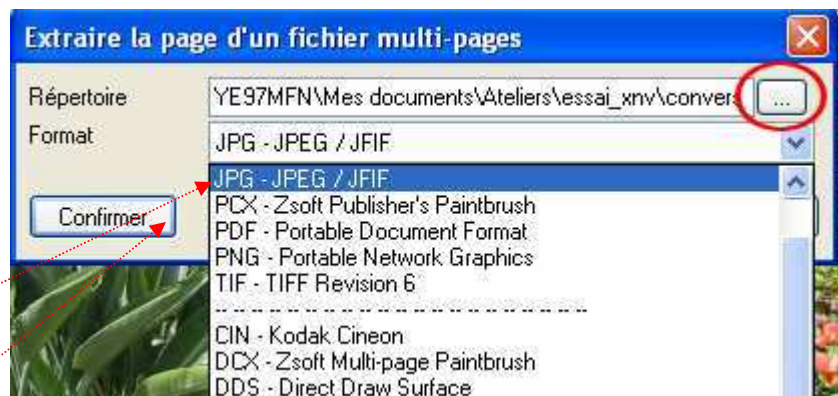 Extraire la page d'un fichier multi-pages
Répertoire YE97MFN\Mes documents\Ateliers\essai_xnv\convers ...
Format JPG - JPEG / JFIF
JPG - JPEG / JFIF
PCX - Zsoft Publisher's Paintbrush
Confirmer
PDF - Portable Document Format
PNG - Portable Network Graphics
TIF - TIFF Revision 6
CIN - Kodak Cineon
DCX - Zsoft Multi-page Paintbrush
DDS - Direct Draw Surface